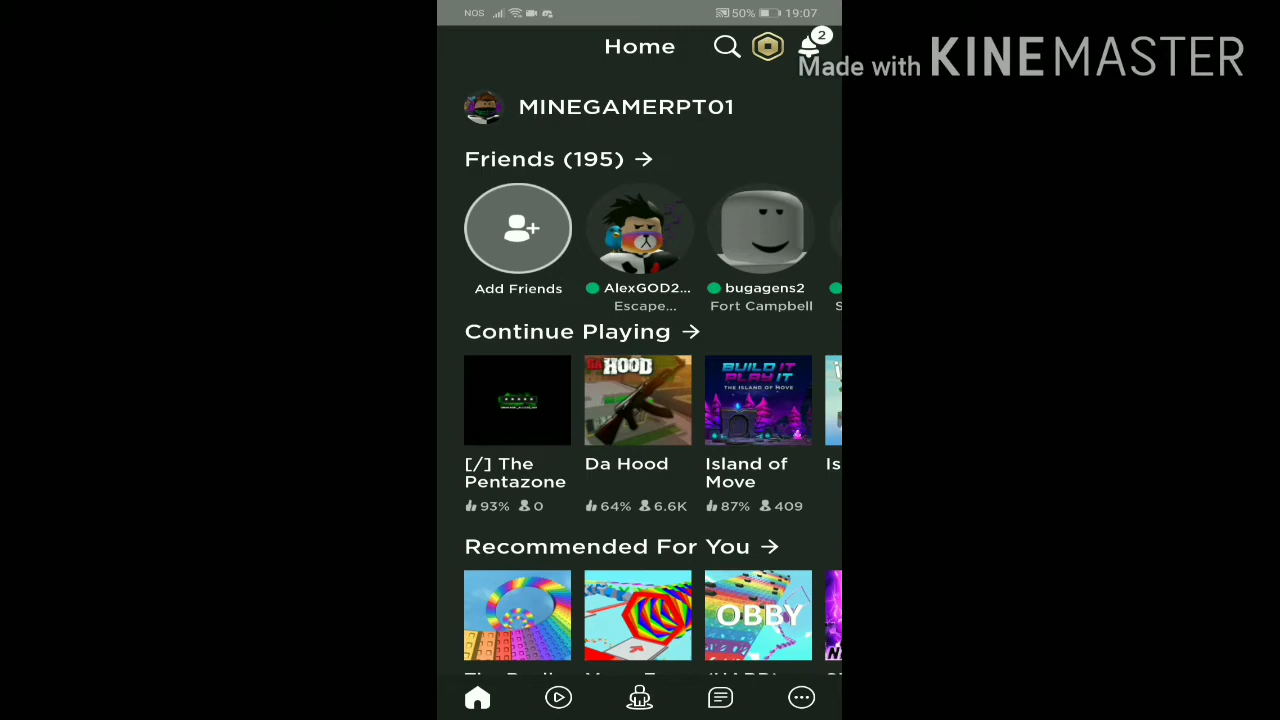 NOS 50% 19:07
Home
2
Made with KINEMASTER
MINEGAMERPT01
Friends (195) →
Add Friends
AlexGOD2...
bugagens2
Escape...
Fort Campbell
Continue Playing →
DA HOOD
BUILD IT
PLAY IT
THE ISLAND OF MOVE
[/] The Pentazone
Da Hood
Island of Move
93% 0
64% 6.6K
87% 409
Recommended For You →
OBBY